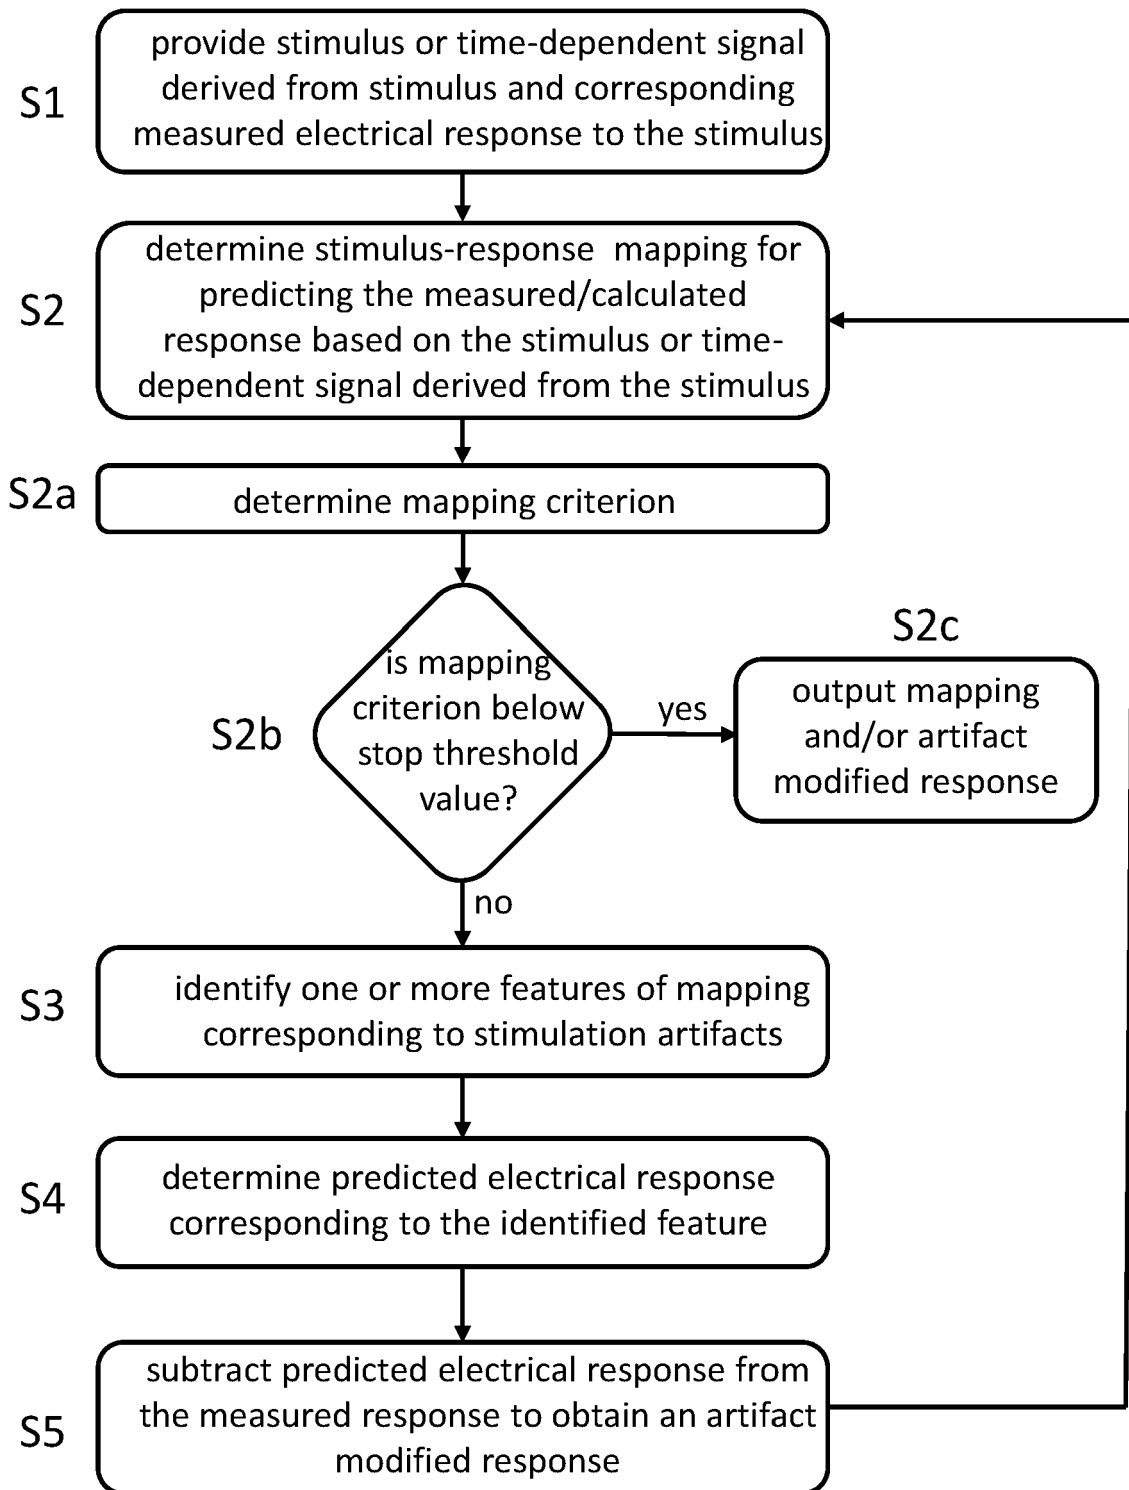 S1
provide stimulus or time-dependent signal
derived from stimulus and corresponding
measured electrical response to the stimulus
S2
determine stimulus-response mapping for
predicting the measured/calculated
response based on the stimulus or time-
dependent signal derived from the stimulus
S2a
determine mapping criterion
S2b
is mapping
criterion below
stop threshold
value?
yes
S2c
output mapping
and/or artifact
modified response
no
S3
identify one or more features of mapping
corresponding to stimulation artifacts
S4
determine predicted electrical response
corresponding to the identified feature
S5
subtract predicted electrical response from
the measured response to obtain an artifact
modified response